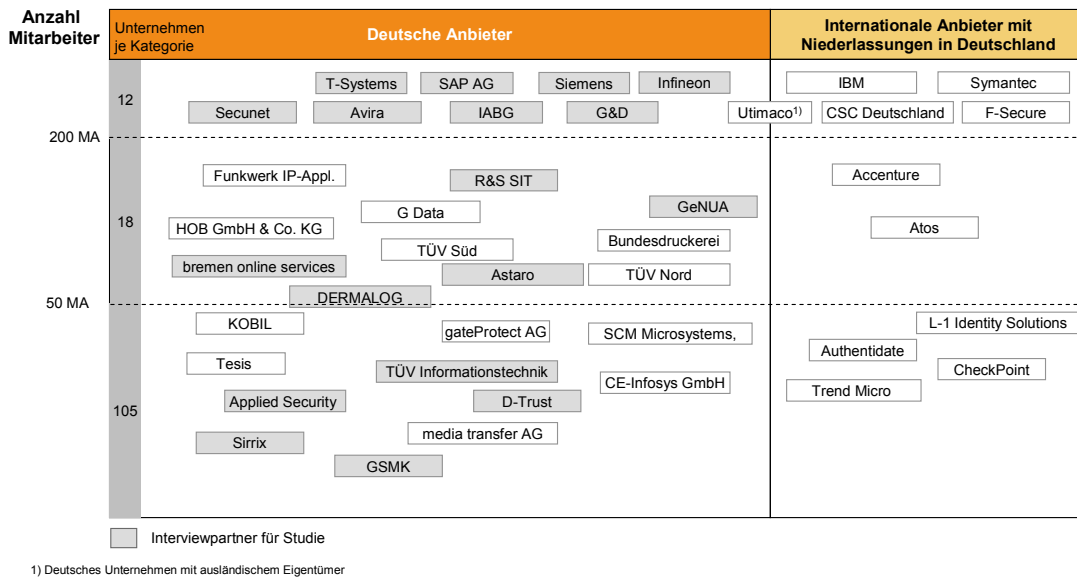 Anzahl
Mitarbeiter
Unternehmen
je Kategorie
Deutsche Anbieter
Internationale Anbieter mit
Niederlassungen in Deutschland
12
T-Systems
SAP AG
Siemens
Infineon
IBM
Symantec
Secunet
Avira
IABG
G&D
Utimaco1)
CSC Deutschland
F-Secure
200 MA
18
Funkwerk IP-Appl.
R&S SIT
Accenture
G Data
GeNUA
HOB GmbH & Co. KG
Bundesdruckerei
Atos
TÜV Süd
bremen online services
Astaro
TÜV Nord
DERMALOG
50 MA
105
KOBIL
gateProtect AG
SCM Microsystems,
L-1 Identity Solutions
Authentidate
Tesis
TÜV Informationstechnik
CE-Infosys GmbH
CheckPoint
Trend Micro
Applied Security
D-Trust
media transfer AG
Sirrix
GSMK
Interviewpartner für Studie
1) Deutsches Unternehmen mit ausländischem Eigentümer